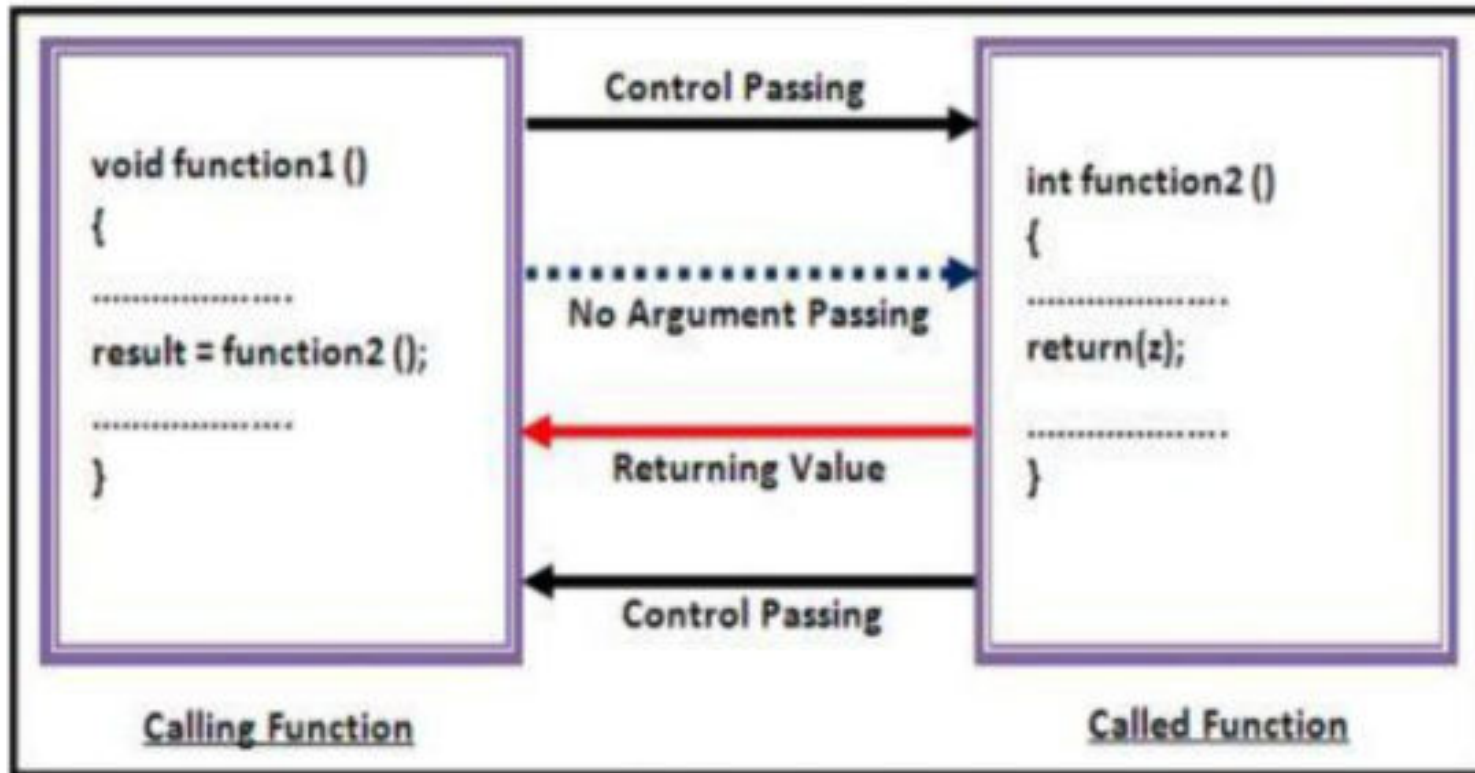 void function1 ()
{
....................
result = function2 ();
....................
}
Calling Function
Control Passing
No Argument Passing
Returning Value
Control Passing
int function2 ()
{
....................
return(z);
....................
}
Called Function